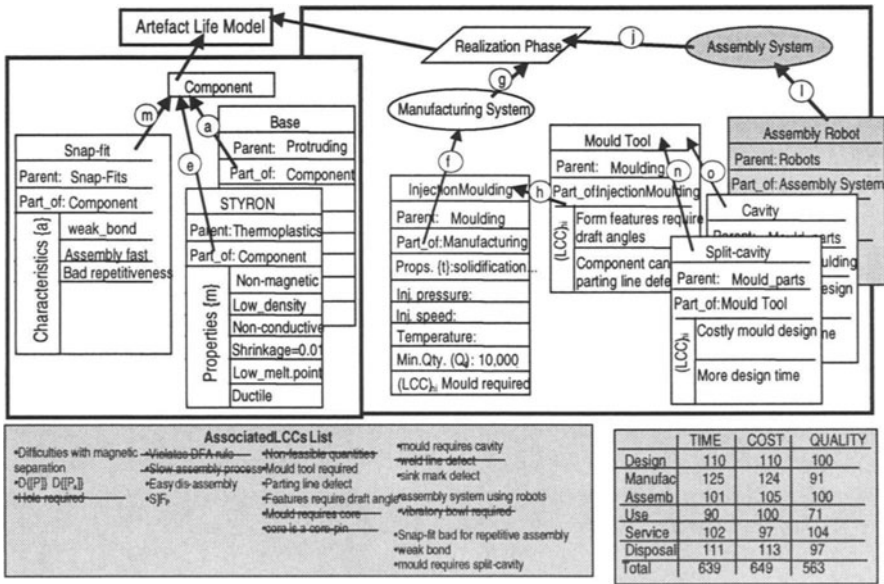 Artefact Life Model
Realization Phase
j
Assembly System
g
l
Component
Manufacturing System
m
a
Base
Parent: Protruding
Part_of: Component
e
f
Snap-fit
Parent: Snap-Fits
Part_of: Component
Characteristics {a}
weak_bond
Assembly fast
Bad repetitiveness
STYRON
Parent: Thermoplastics
Part_of: Component
Properties {m}
Non-magnetic
Low_density
Non-conductive
Shrinkage=0.01
Low_melt.point
Ductile
InjectionMoulding
Parent: Moulding
Part_of: Manufacturing
Props. {t}:solidification...
Inj. pressure:
Inj. speed:
Temperature:
Min.Qty. (Q): 10,000
(LCC) Mould required
h
Mould Tool
Parent: Moulding
Part_of:InjectionMoulding
(LCC)
Form features require
draft angles
Component can
parting line defe
n
o
Assembly Robot
Parent: Robots
Part_of: Assembly System
Cavity
Parent: Mould_parts
ulding
esign
ne
Split-cavity
Parent: Mould_parts
Part_of:Mould Tool
(LCC)
Costly mould design
More design time
AssociatedLCCs List
•Difficulties with magnetic
separation
•D{[P]} D{[P]}
•Hole required
•Violates DFA rule
•Slow assembly process
•Easy dis-assembly
•S]F
•Non-feasible quantities
•Mould tool required
•Parting line defect
•Features require draft angle
•Mould requires core
•core is a core-pin
•mould requires cavity
•weld line defect
•sink mark defect
•assembly system using robots
•vibratory bowl required
•Snap-fit bad for repetitive assembly
•weak bond
•mould requires split-cavity
TIME COST QUALITY
Design 110 110 100
Manufac 125 124 91
Assemb 101 105 100
Use 90 100 71
Service 102 97 104
Disposal 111 113 97
Total 639 649 563